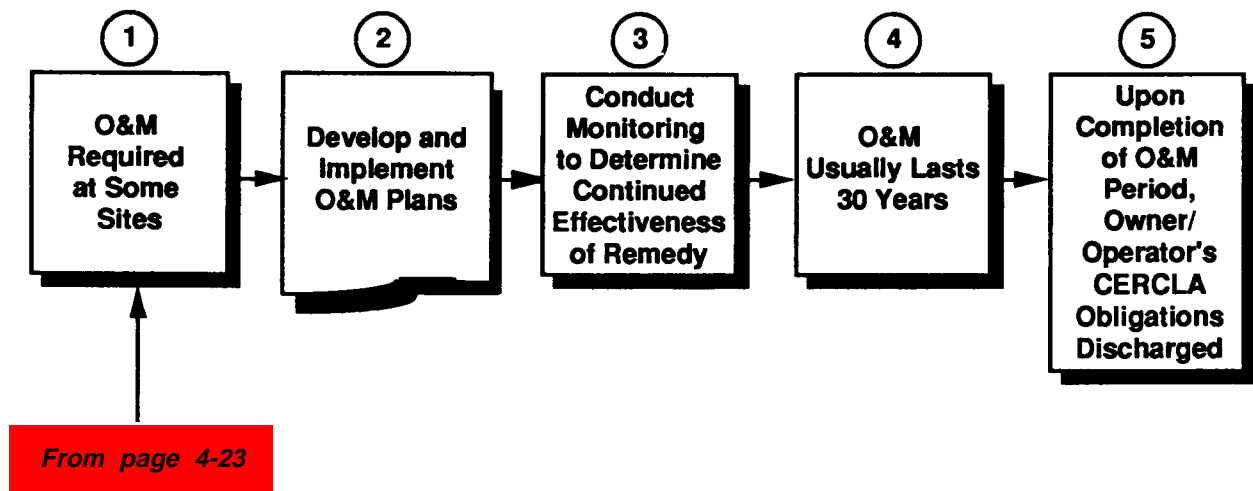 1
O&M
Required
at Some
Sites
2
Develop and
Implement
O&M Plans
3
Conduct
Monitoring
to Determine
Continued
Effectiveness
of Remedy
4
O&M
Usually Lasts
30 Years
5
Upon
Completion
of O&M
Period,
Owner/
Operator's
CERCLA
Obligations
Discharged
From page 4-23